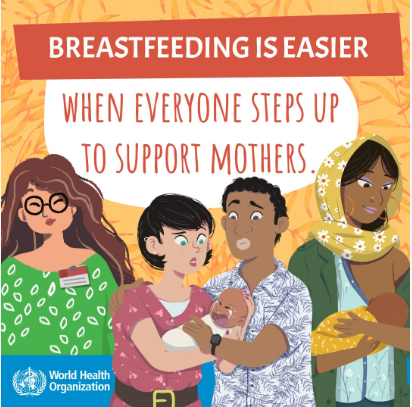 BREASTFEEDING IS EASIER
WHEN EVERYONE STEPS UP
TO SUPPORT MOTHERS.
World Health
Organization